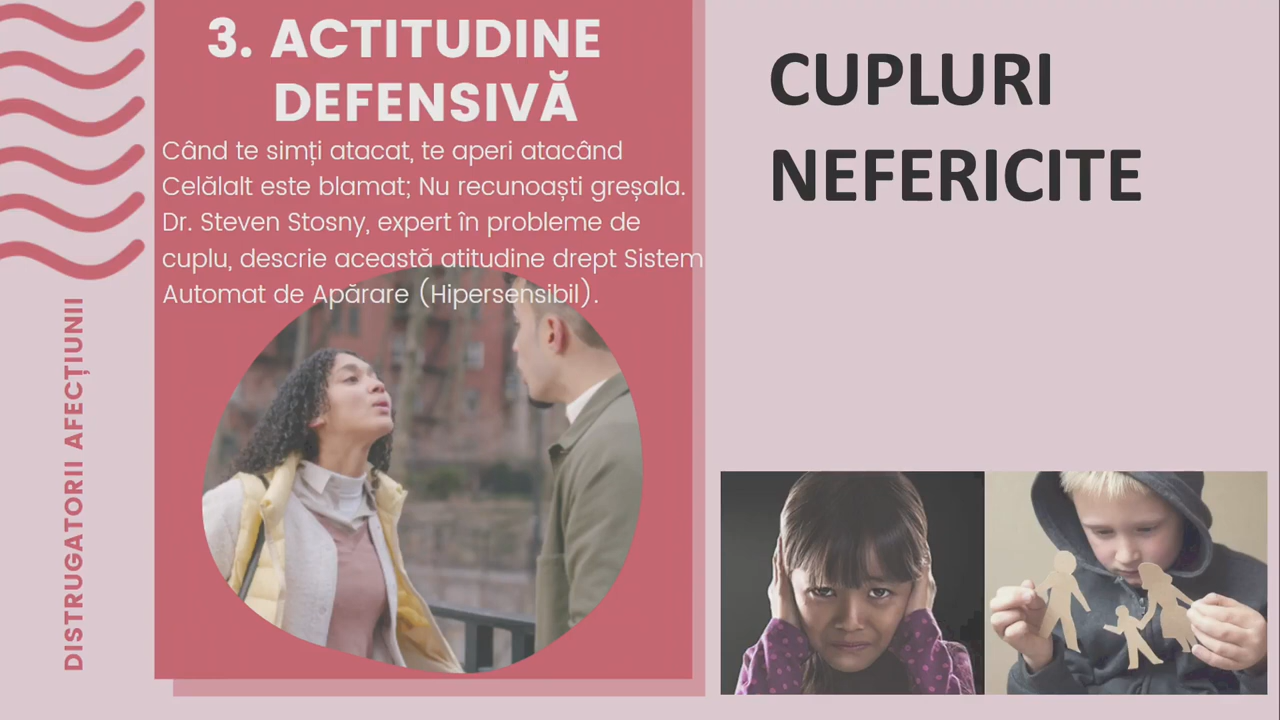 3. ACTITUDINE
DEFENSIVĂ
Când te simți atacat, te aperi atacând
Celălalt este blamat; Nu recunoaști greșala.
Dr. Steven Stosny, expert în probleme de
cuplu, descrie această atitudine drept Sistem
Automat de Apărare (Hipersensibil).
DISTRUGATORII AFECȚIUNII
CUPLURI
NEFERICITE